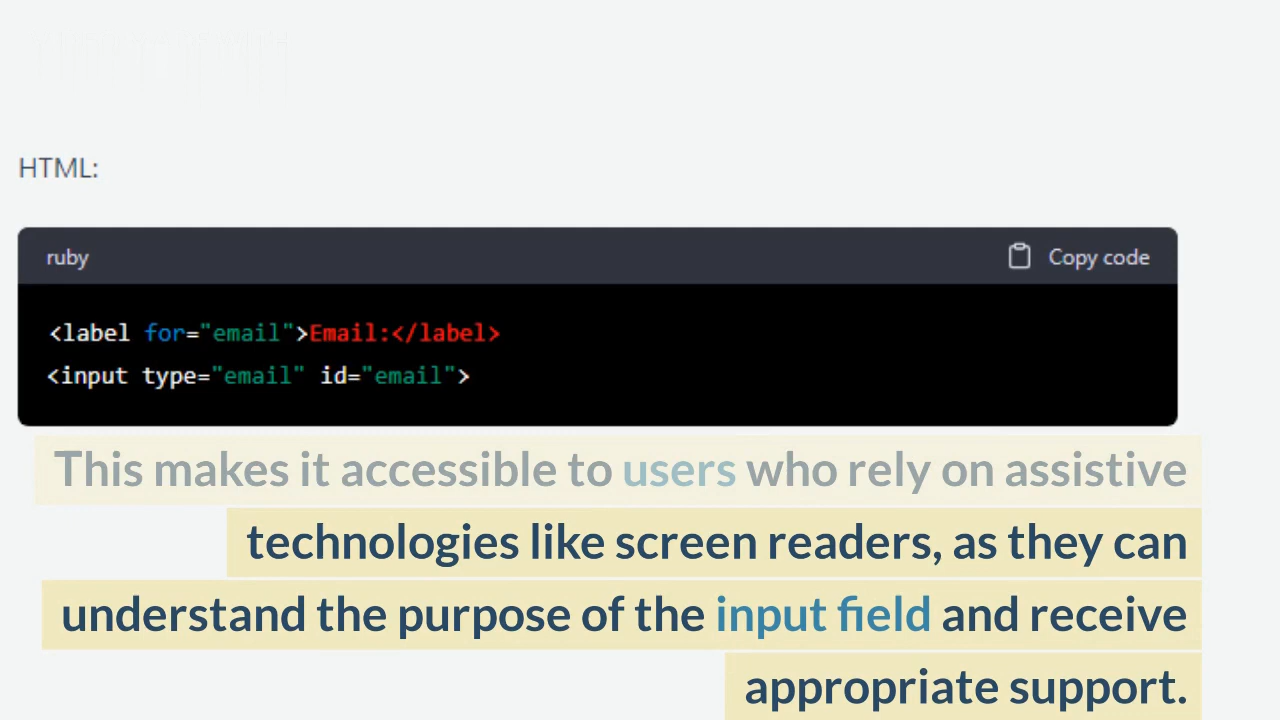 HTML:
ruby
Copy code
<label for="email">Email:</label>
<input type="email" id="email">
This makes it accessible to users who rely on assistive
technologies like screen readers, as they can
understand the purpose of the input field and receive
appropriate support.